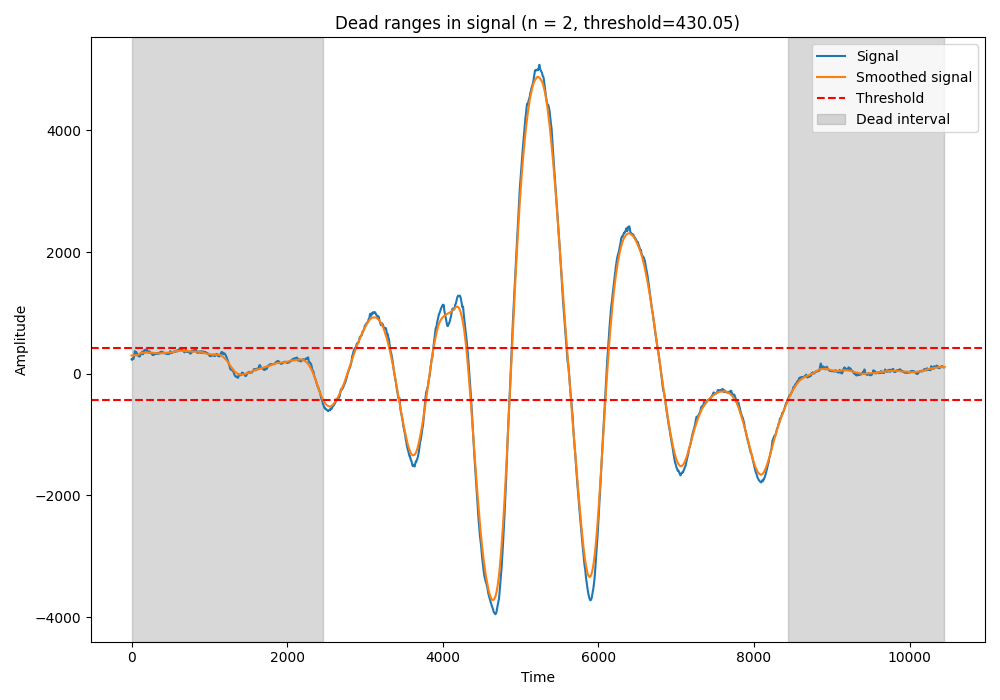 Dead ranges in signal (n = 2, threshold=430.05)
Signal
Smoothed signal
Threshold
Dead interval
Amplitude
4000
2000
0
−2000
−4000
0 2000 4000 6000 8000 10000
Time